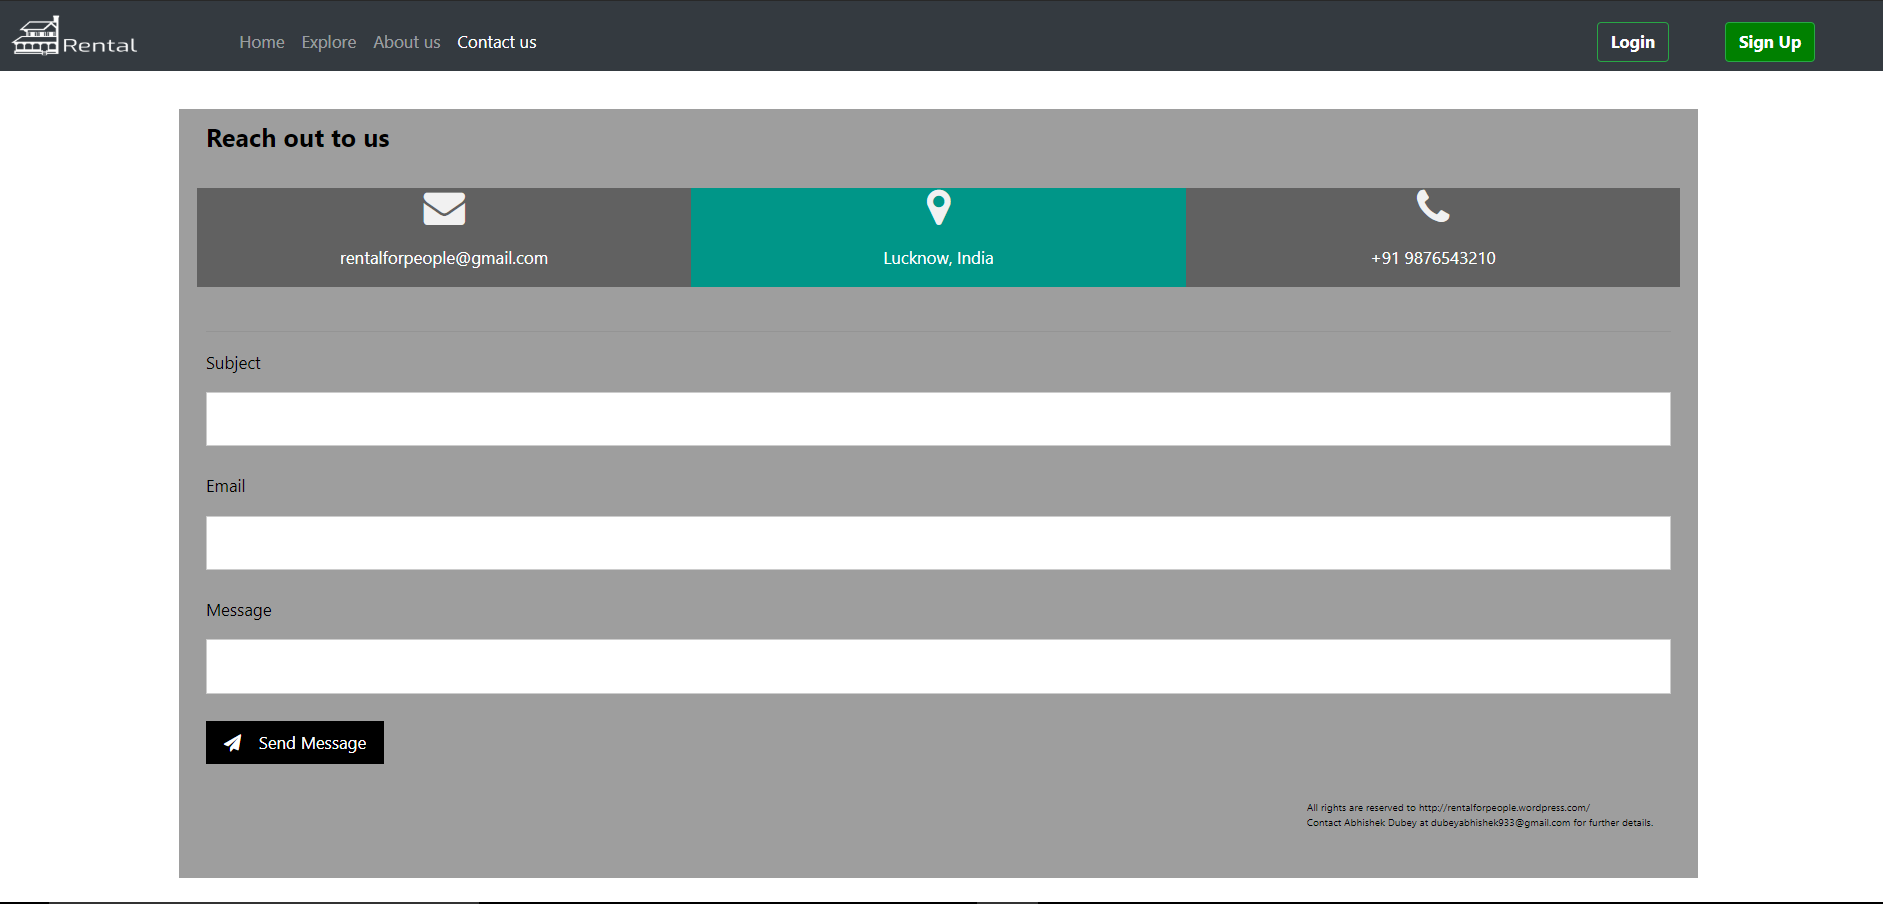 Rental
Home Explore About us Contact us Login Sign Up
Reach out to us
rentalforpeople@gmail.com
Lucknow, India
+91 9876543210
Subject
Email
Message
Send Message
All rights are reserved to http://rentalforpeople.wordpress.com/
Contact Abhishek Dubey at dubeyabhishek933@gmail.com for further details.